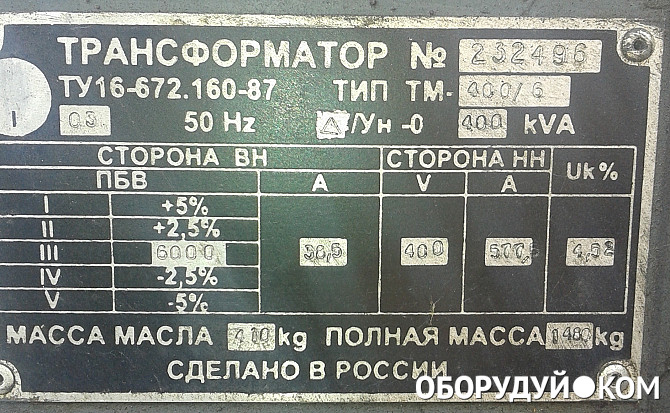 ТРАНСФОРМАТОР № 232496
ТУ16-672.160-87 ТИП ТМ- 400/6
03 50 Hz △/Ун -0 400 kVA
СТОРОНА ВН СТОРОНА НН Uk%
ПБВ A V A
I +5%
II +2,5%
III 6000 38,5 400 577,5 4,52
IV -2,5%
V -5%
МАССА МАСЛА 410 kg ПОЛНАЯ МАССА 1480 kg
СДЕЛАНО В РОССИИ
ОБОРУДУЙ.КОМ